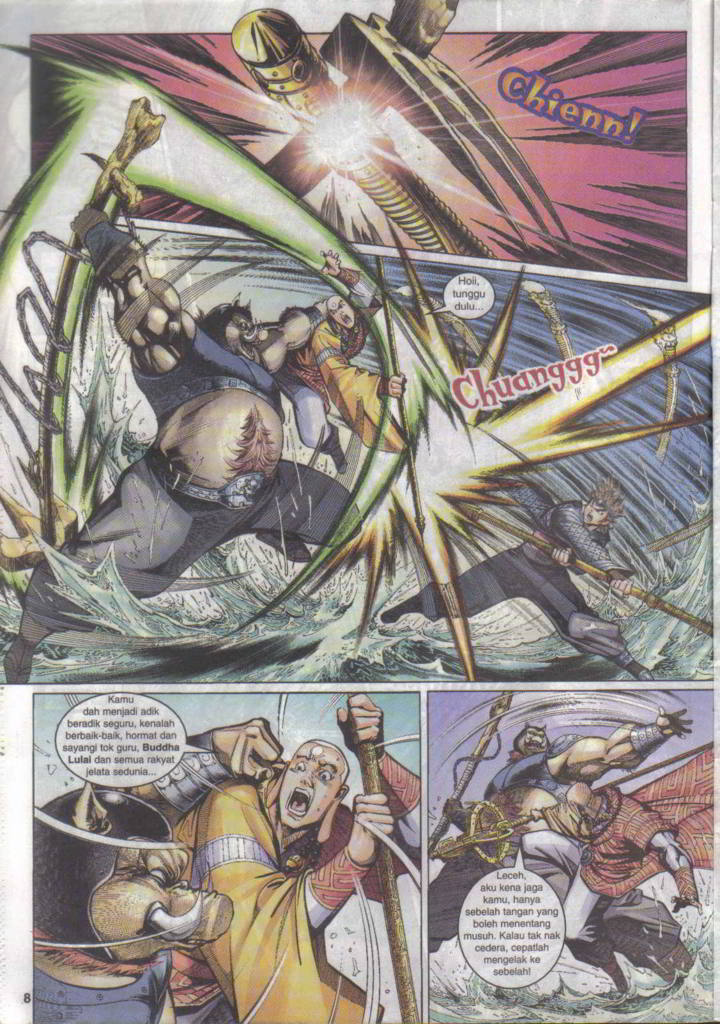 Chienn!
Hoii,
tunggu
dulu...
Chuanggg~
Kamu
dah menjadi adik
beradik seguru, kenalah
berbaik-baik, hormat dan
sayangi tok guru, Buddha
Lulai dan semua rakyat
jelata sedunia...
Leceh,
aku kena jaga
kamu, hanya
sebelah tangan yang
boleh menentang
musuh. Kalau tak nak
cedera, cepatlah
mengelak ke
sebelah!
8